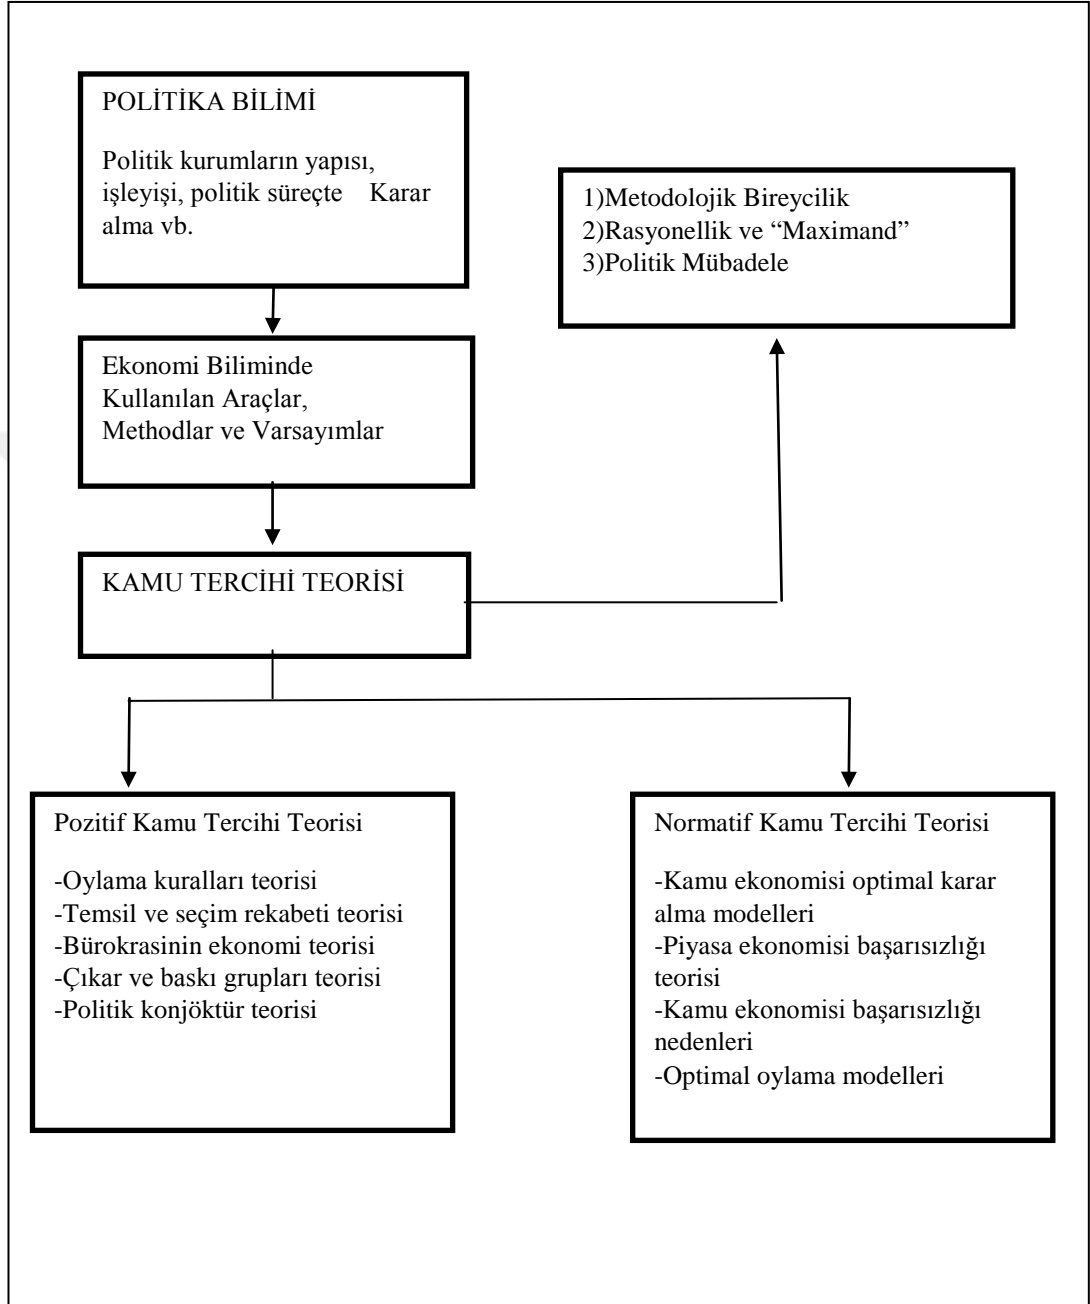 POLİTİKA BİLİMİ
Politik kurumların yapısı,
işleyişi, politik süreçte Karar
alma vb.
1)Metodolojik Bireycilik
2)Rasyonellik ve “Maximand”
3)Politik Mübadele
Ekonomi Biliminde
Kullanılan Araçlar,
Methodlar ve Varsayımlar
KAMU TERCİHİ TEORİSİ
Pozitif Kamu Tercihi Teorisi
-Oylama kuralları teorisi
-Temsil ve seçim rekabeti teorisi
-Bürokrasinin ekonomi teorisi
-Çıkar ve baskı grupları teorisi
-Politik konjöktür teorisi
Normatif Kamu Tercihi Teorisi
-Kamu ekonomisi optimal karar
alma modelleri
-Piyasa ekonomisi başarısızlığı
teorisi
-Kamu ekonomisi başarısızlığı
nedenleri
-Optimal oylama modelleri